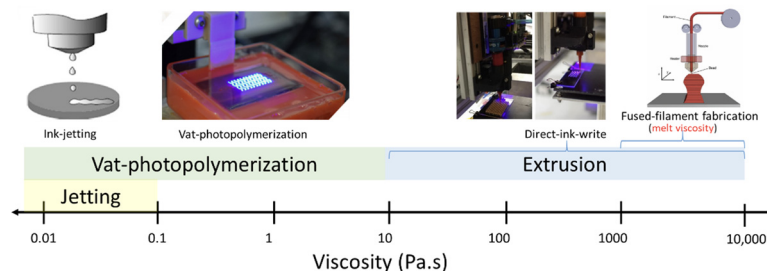 Ink-jetting
Vat-photopolymerization
Direct-ink-write
Fused-filament fabrication
(melt viscosity)
Vat-photopolymerization
Extrusion
Jetting
0.01 0.1 1 10 100 1000 10,000
Viscosity (Pa.s)